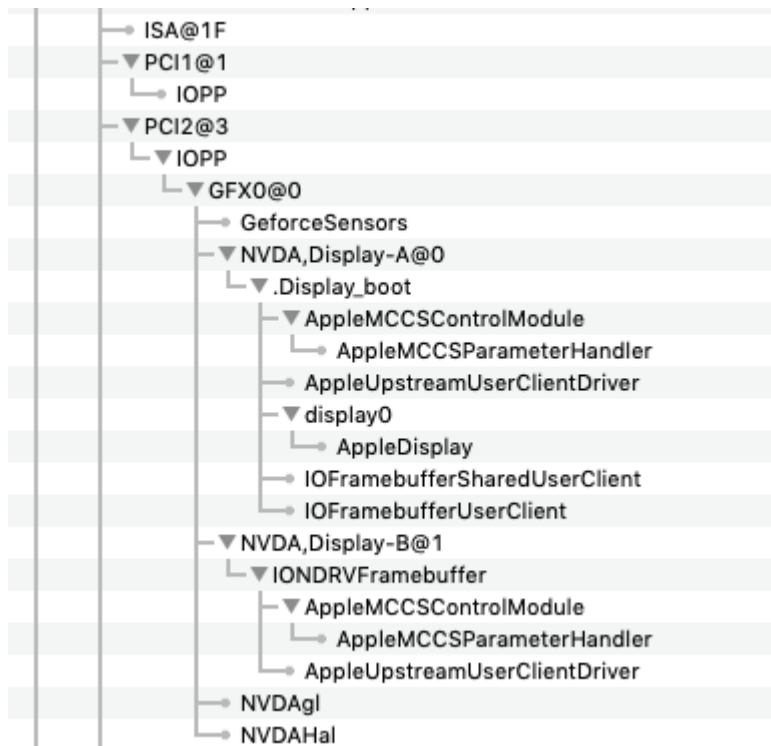 ISA@1F
PCI1@1
IOPP
PCI2@3
IOPP
GFX0@0
GeforceSensors
NVDA,Display-A@0
.Display_boot
AppleMCCSControlModule
AppleMCCSParameterHandler
AppleUpstreamUserClientDriver
display0
AppleDisplay
IOFramebufferSharedUserClient
IOFramebufferUserClient
NVDA,Display-B@1
IONDRVFramebuffer
AppleMCCSControlModule
AppleMCCSParameterHandler
AppleUpstreamUserClientDriver
NVDAgl
NVDAHal